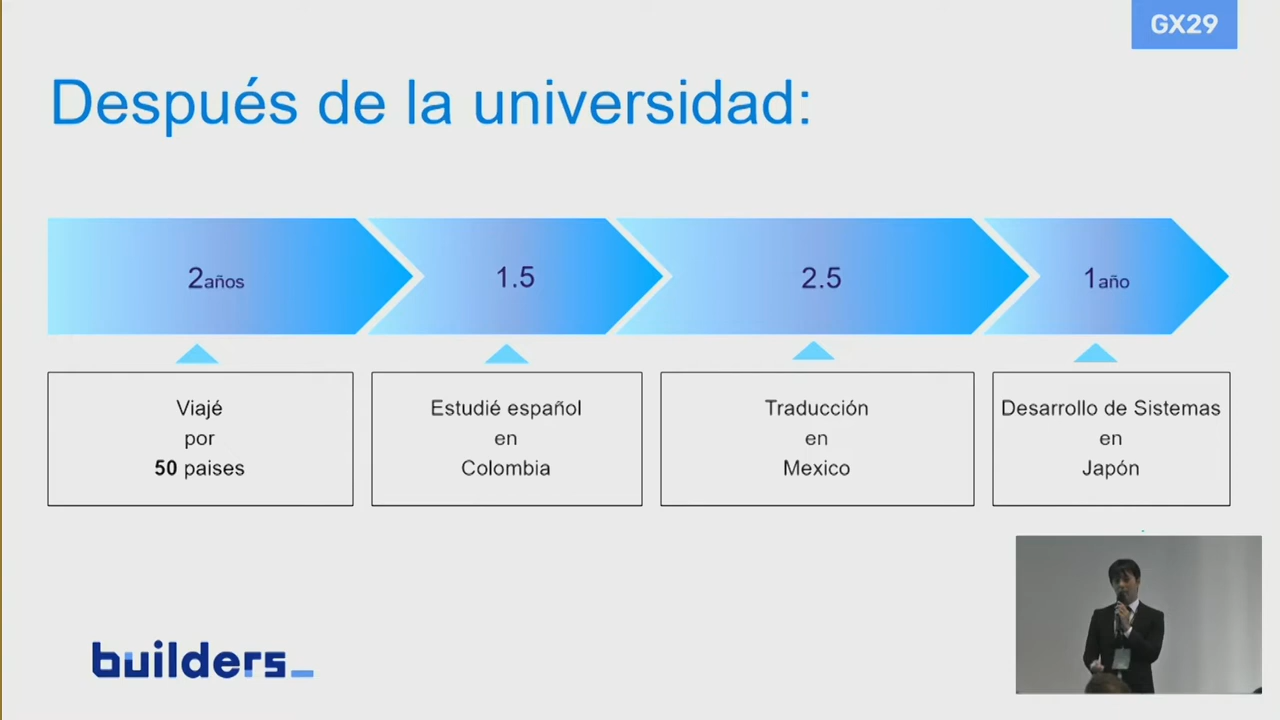 GX29
Después de la universidad:
2años
1.5
2.5
1año
Viajé
por
50 paises
Estudié español
en
Colombia
Traducción
en
Mexico
Desarrollo de Sistemas
en
Japón
builders_